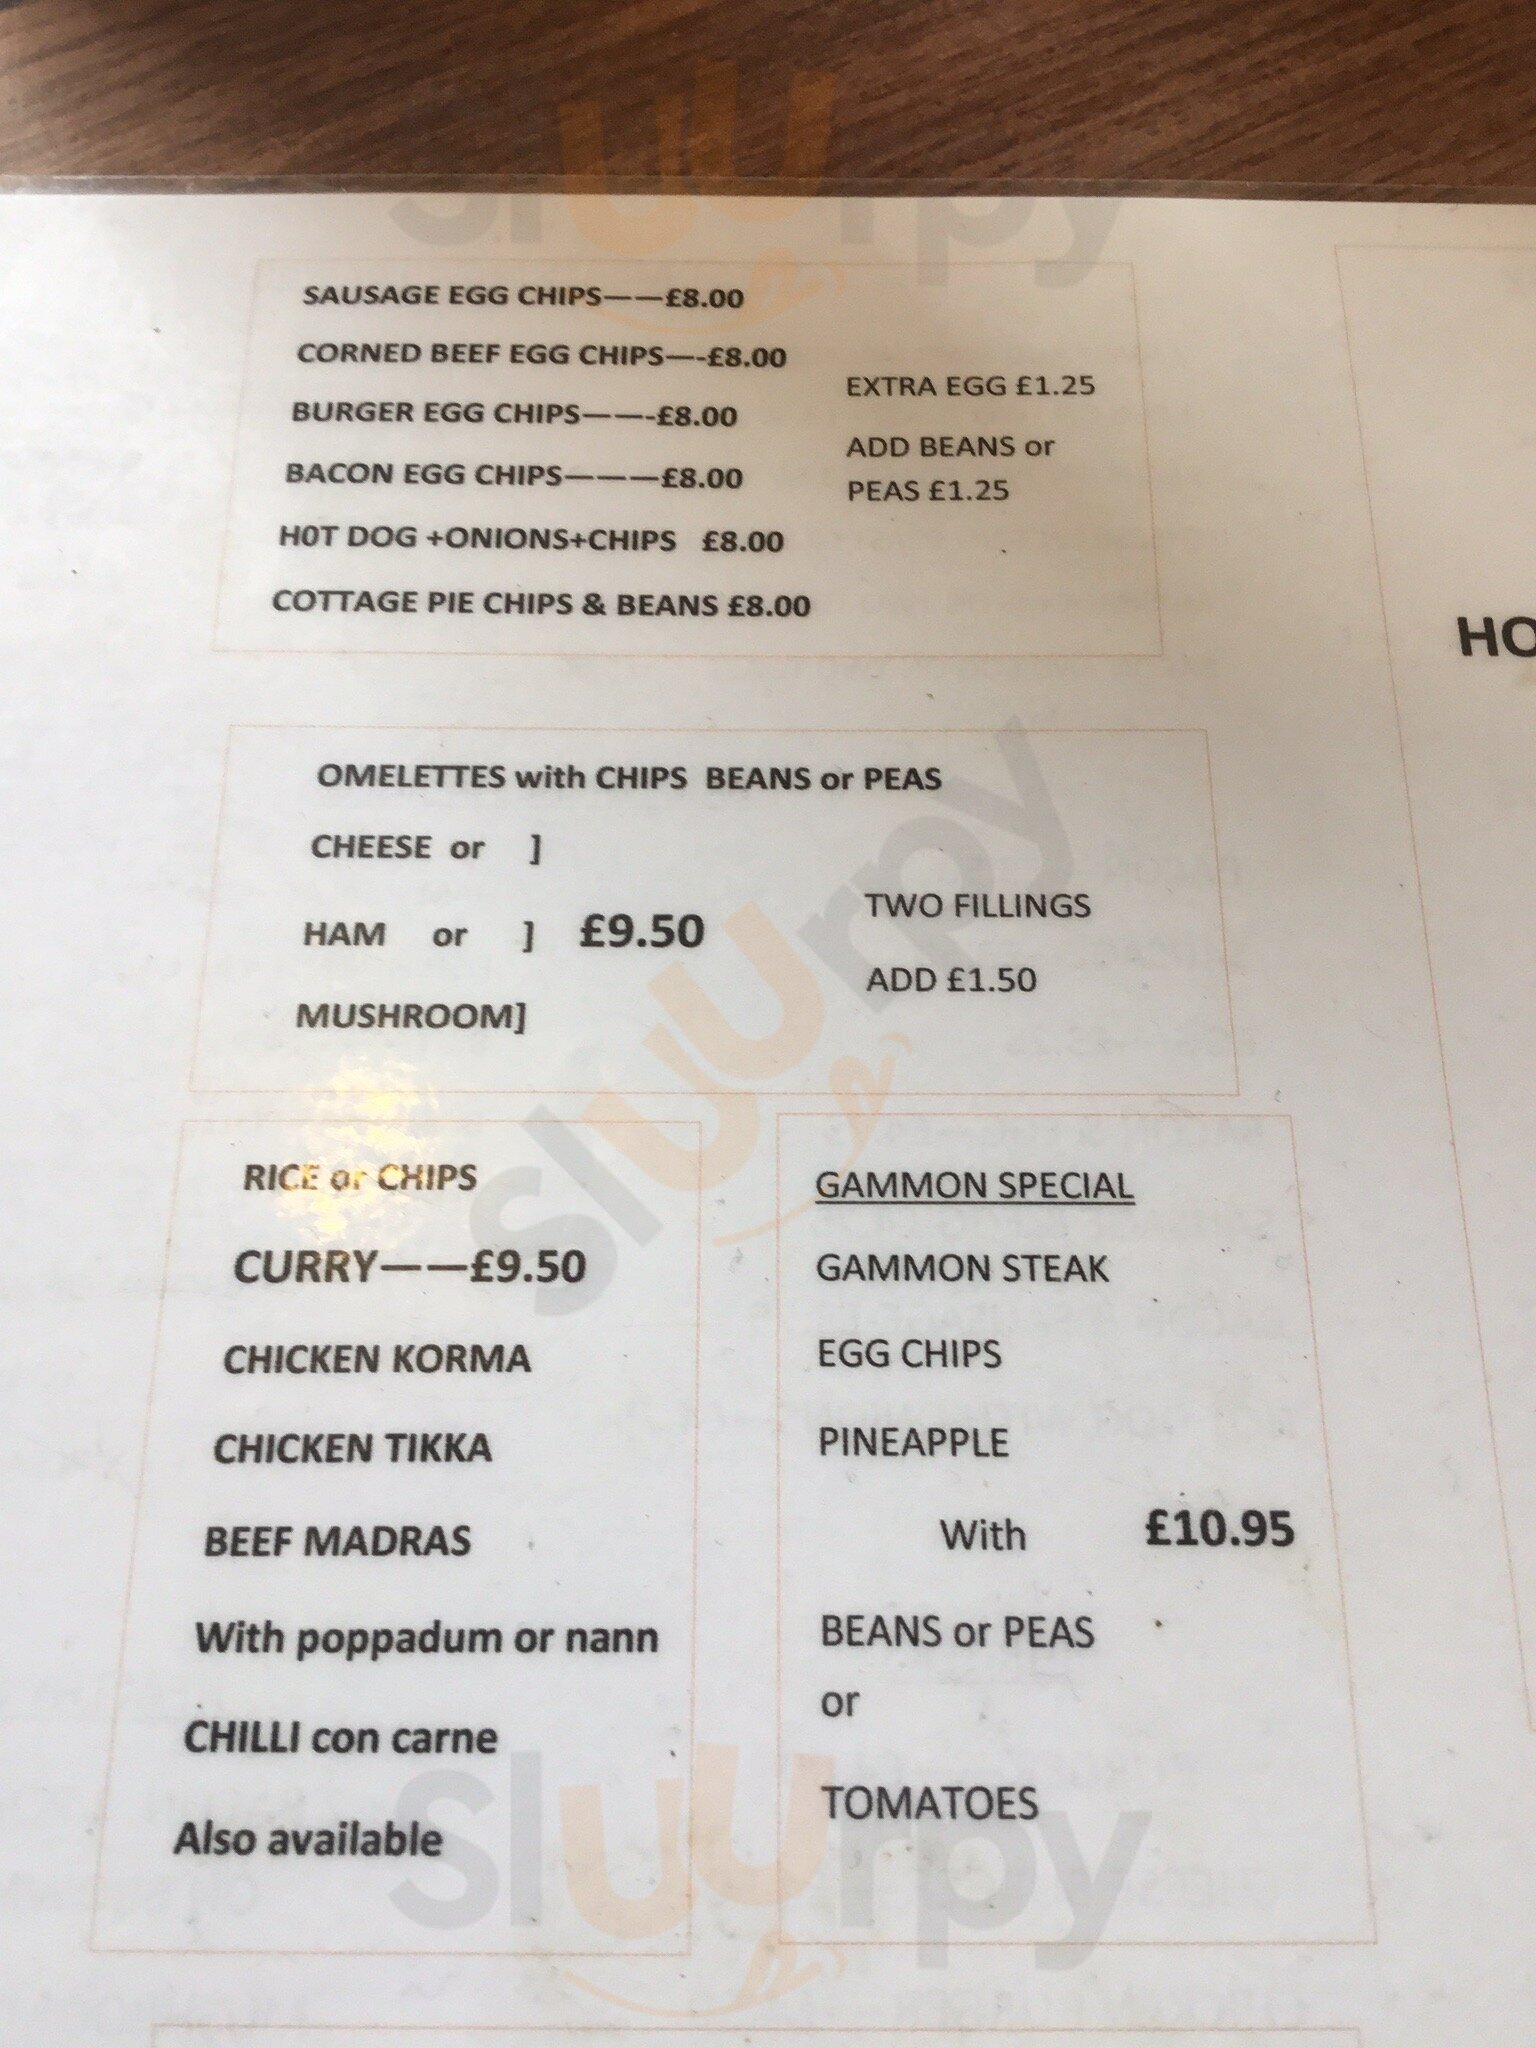 SAUSAGE EGG CHIPS——£8.00
CORNED BEEF EGG CHIPS—-£8.00
BURGER EGG CHIPS——-£8.00
BACON EGG CHIPS———£8.00
H0T DOG +ONIONS+CHIPS £8.00
COTTAGE PIE CHIPS & BEANS £8.00
EXTRA EGG £1.25
ADD BEANS or
PEAS £1.25
OMELETTES with CHIPS BEANS or PEAS
CHEESE or ]
HAM or ] £9.50
MUSHROOM]
TWO FILLINGS
ADD £1.50
RICE or CHIPS
CURRY——£9.50
CHICKEN KORMA
CHICKEN TIKKA
BEEF MADRAS
With poppadum or nann
CHILLI con carne
Also available
GAMMON SPECIAL
GAMMON STEAK
EGG CHIPS
PINEAPPLE
With £10.95
BEANS or PEAS
or
TOMATOES
sluurpy
sluurpy
sluurpy